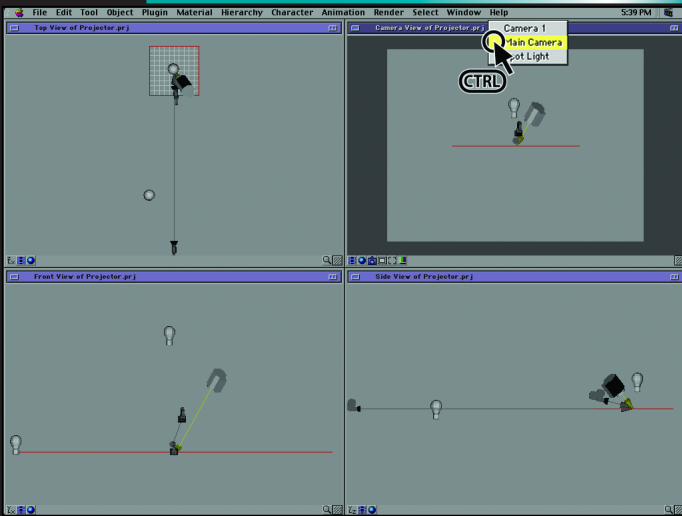 File Edit Tool Object Plugin Material Hierarchy Character Animation Render Select Window Help 5:39 PM
Top View of Projector.prj
Camera View of Projector.prj
Camera 1
Main Camera
Spot Light
CTRL
Front View of Projector.prj
Side View of Projector.prj